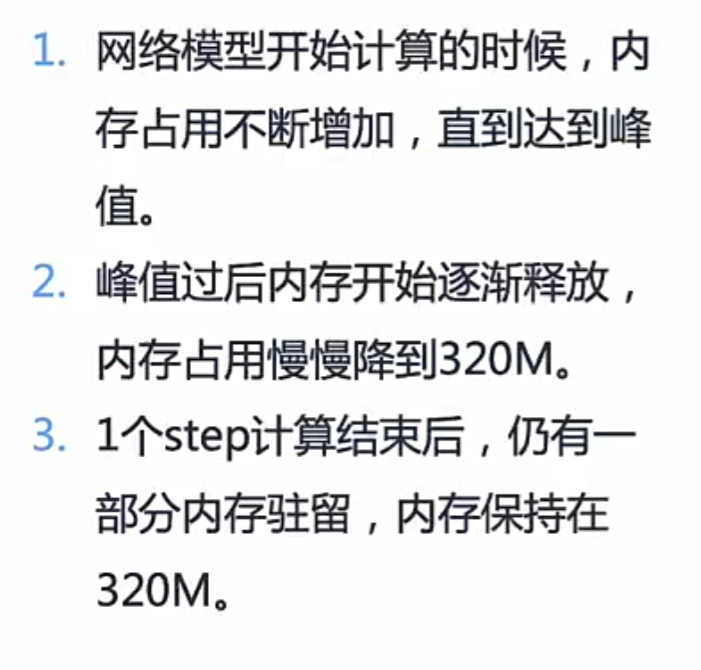 1. 网络模型开始计算的时候，内
存占用不断增加，直到达到峰
值。
2. 峰值过后内存开始逐渐释放，
内存占用慢慢降到320M。
3. 1个step计算结束后，仍有一
部分内存驻留，内存保持在
320M。